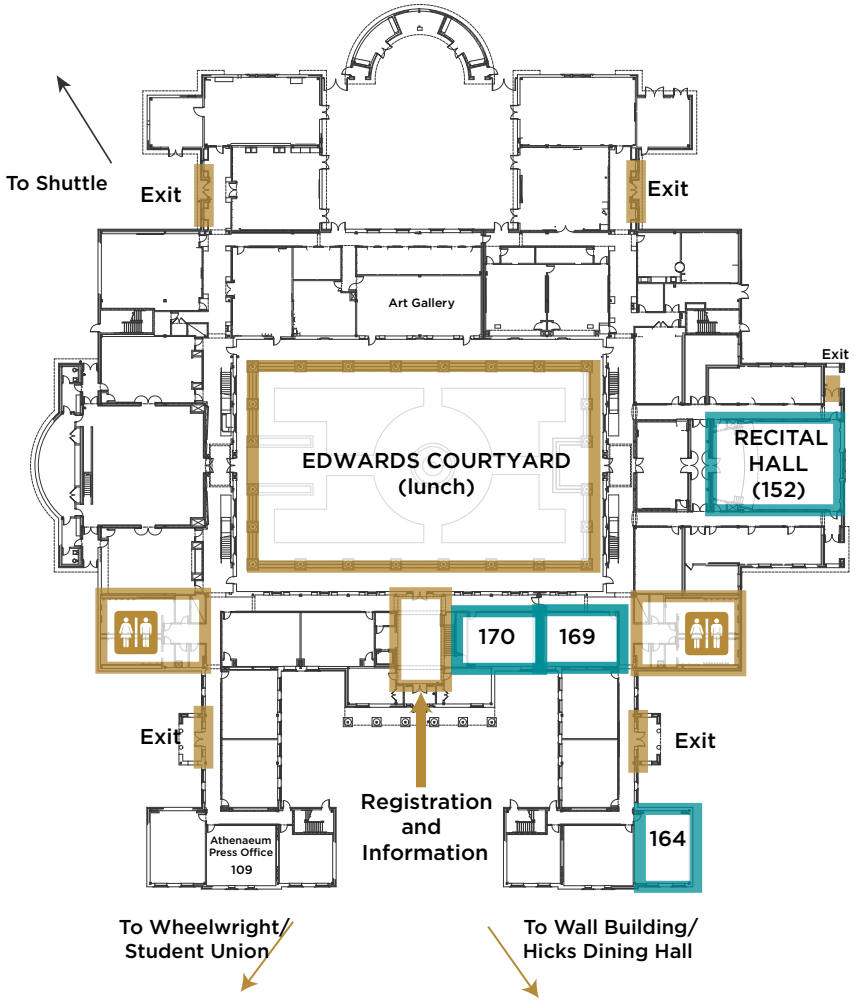 To Shuttle
Exit
Exit
Art Gallery
Exit
EDWARDS COURTYARD
(lunch)
RECITAL
HALL
(152)
170
169
Exit
Exit
Registration
and
Information
164
Athenaeum
Press Office
109
To Wheelwright/
Student Union
To Wall Building/
Hicks Dining Hall